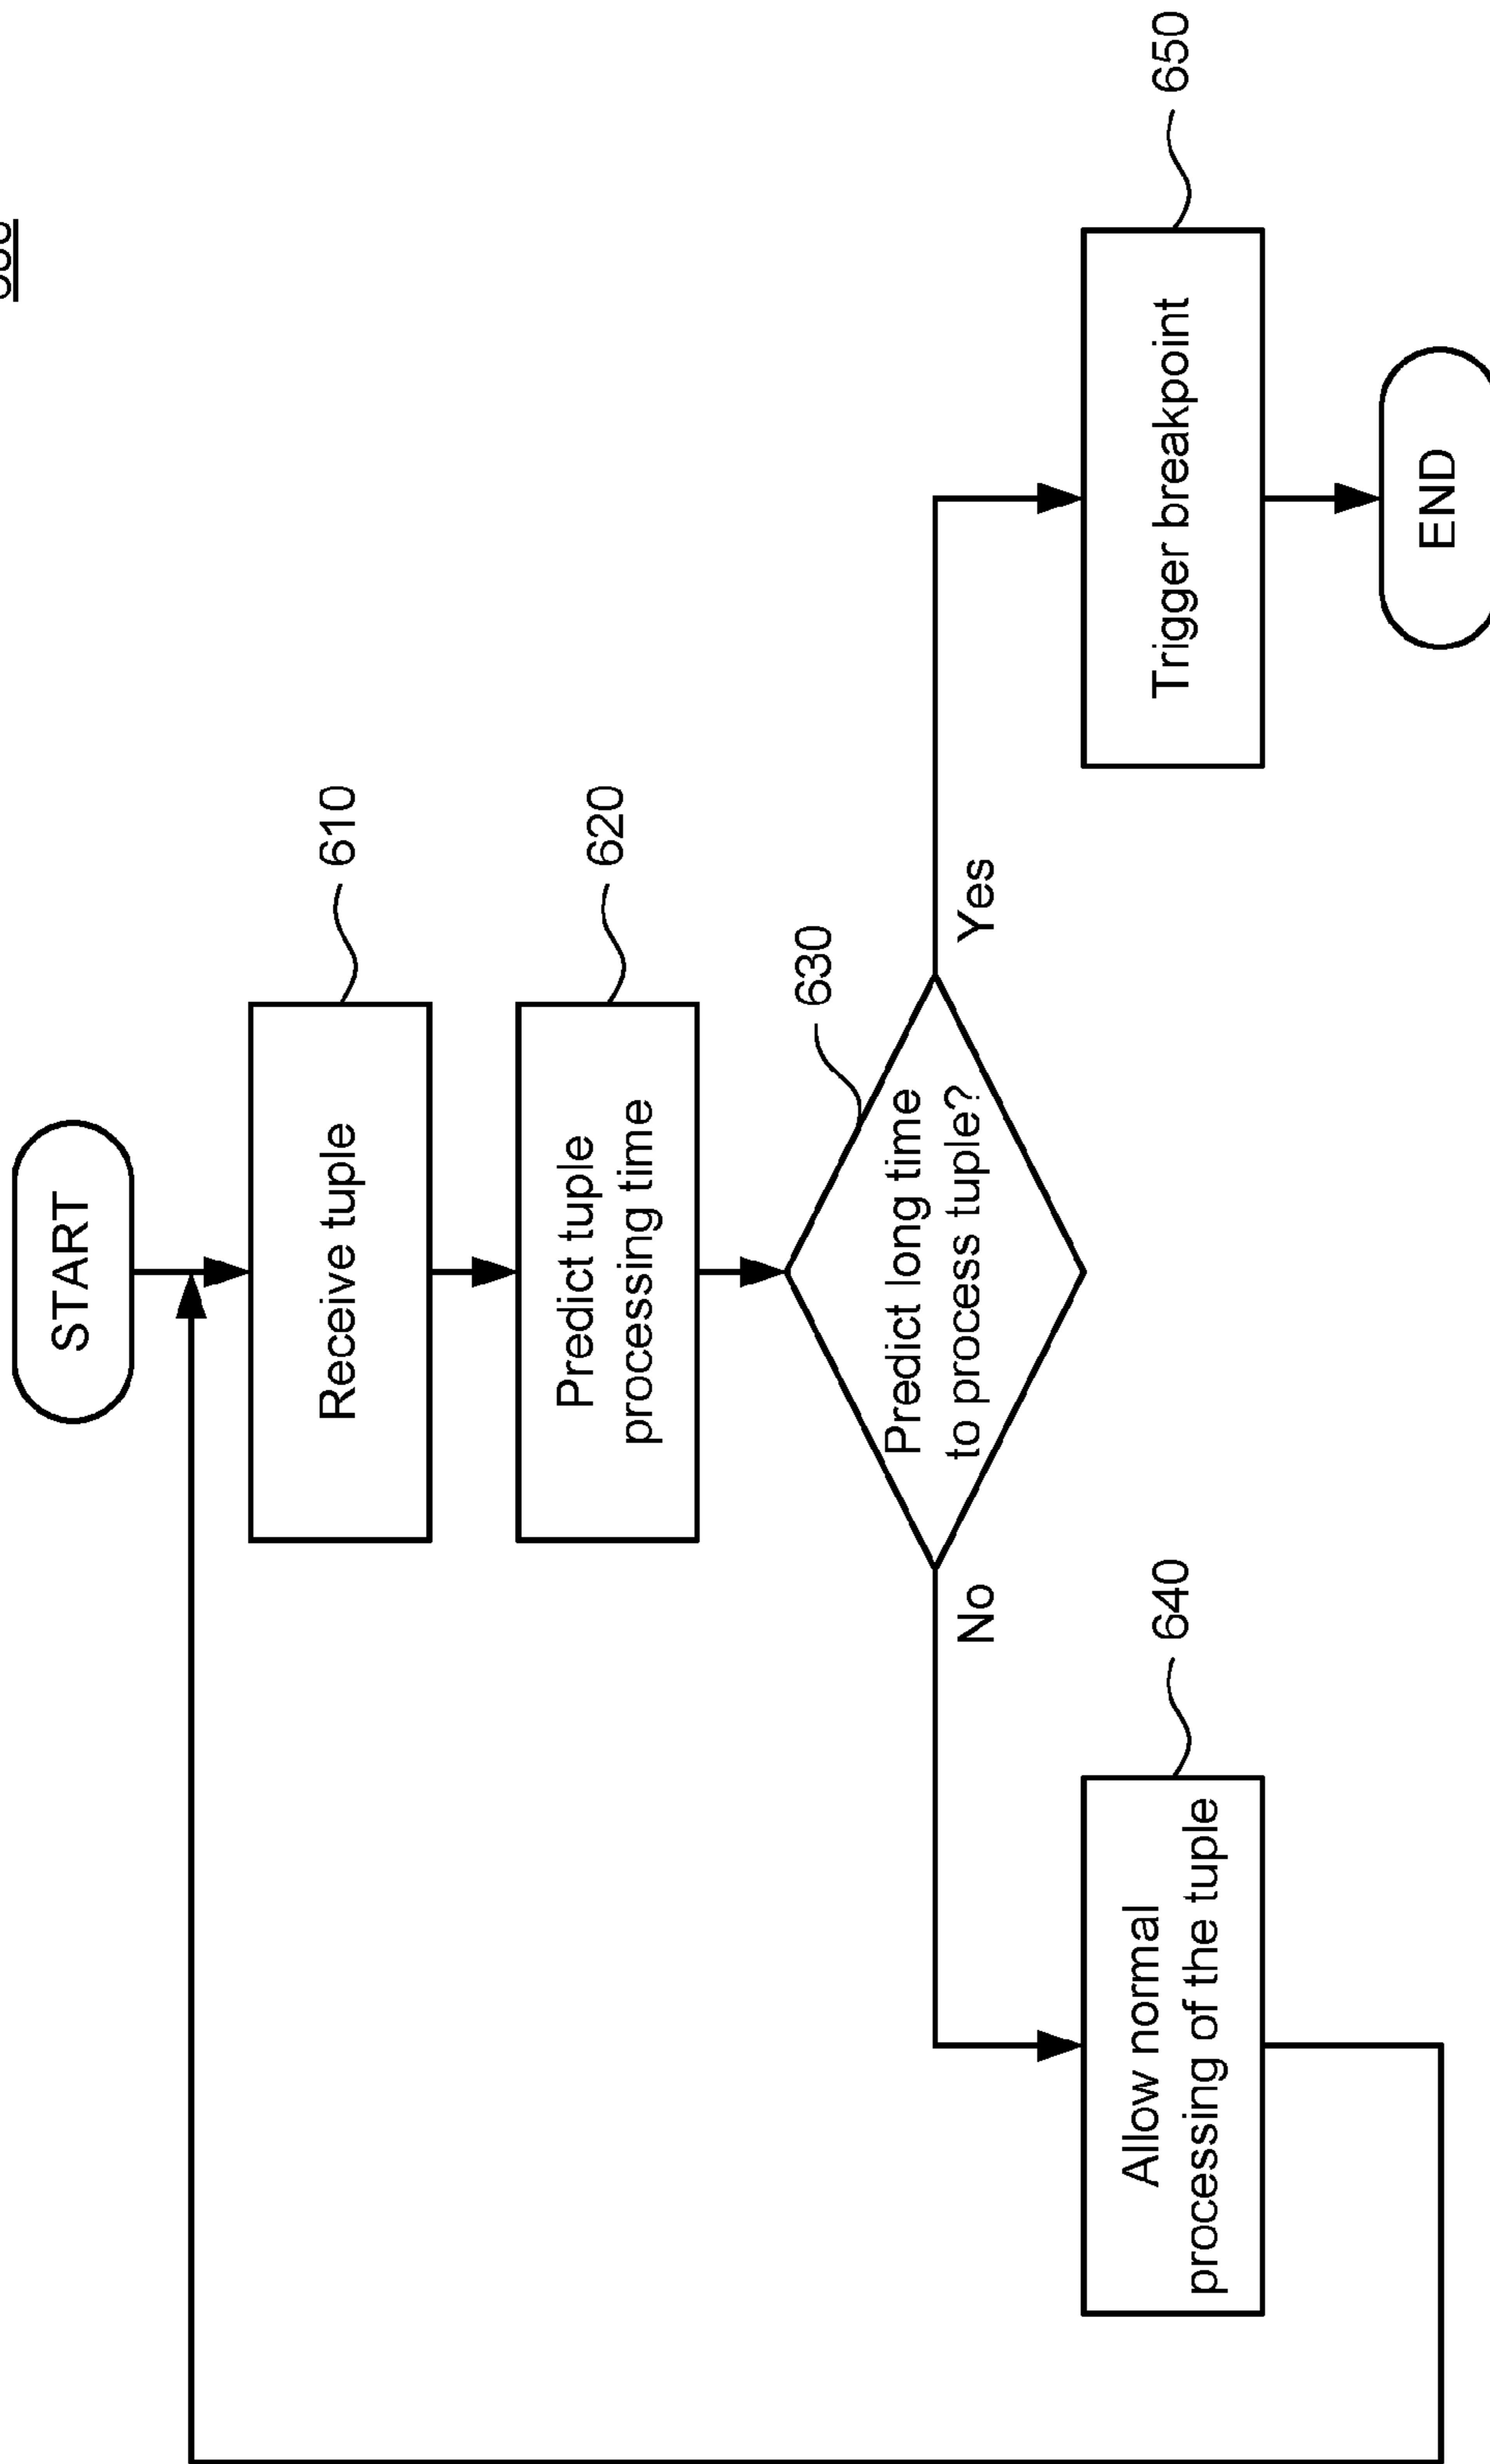 START
Receive tuple
610
Predict tuple
processing time
620
630
Predict long time
to process tuple?
No
Yes
Allow normal
processing of the tuple
640
Trigger breakpoint
650
END